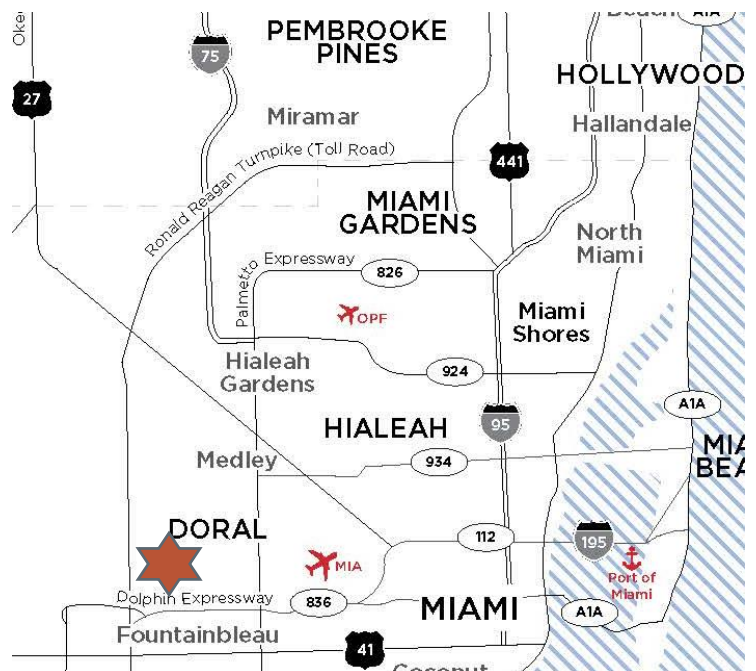 Beach
A1A
PEMBROOKE
PINES
75
HOLLYWOOD
27
Miramar
Hallandale
Ronald Reagan Turnpike (Toll Road)
441
MIAMI
GARDENS
North
Miami
Palmetto Expressway
826
OPF
Miami
Shores
Hialeah
Gardens
924
A1A
95
HIALEAH
Medley
934
DORAL
112
195
MIA
Port of
Miami
Dolphin Expressway
836
MIAMI
A1A
Fountainbleau
41